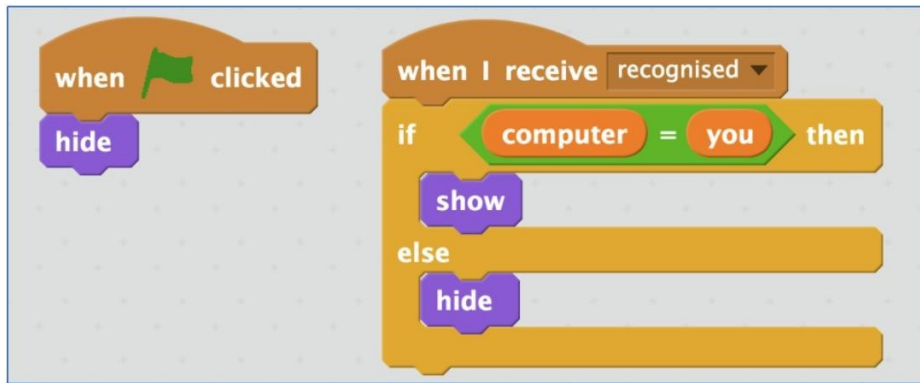 when clicked
hide
when I receive recognised
if computer = you then
show
else
hide